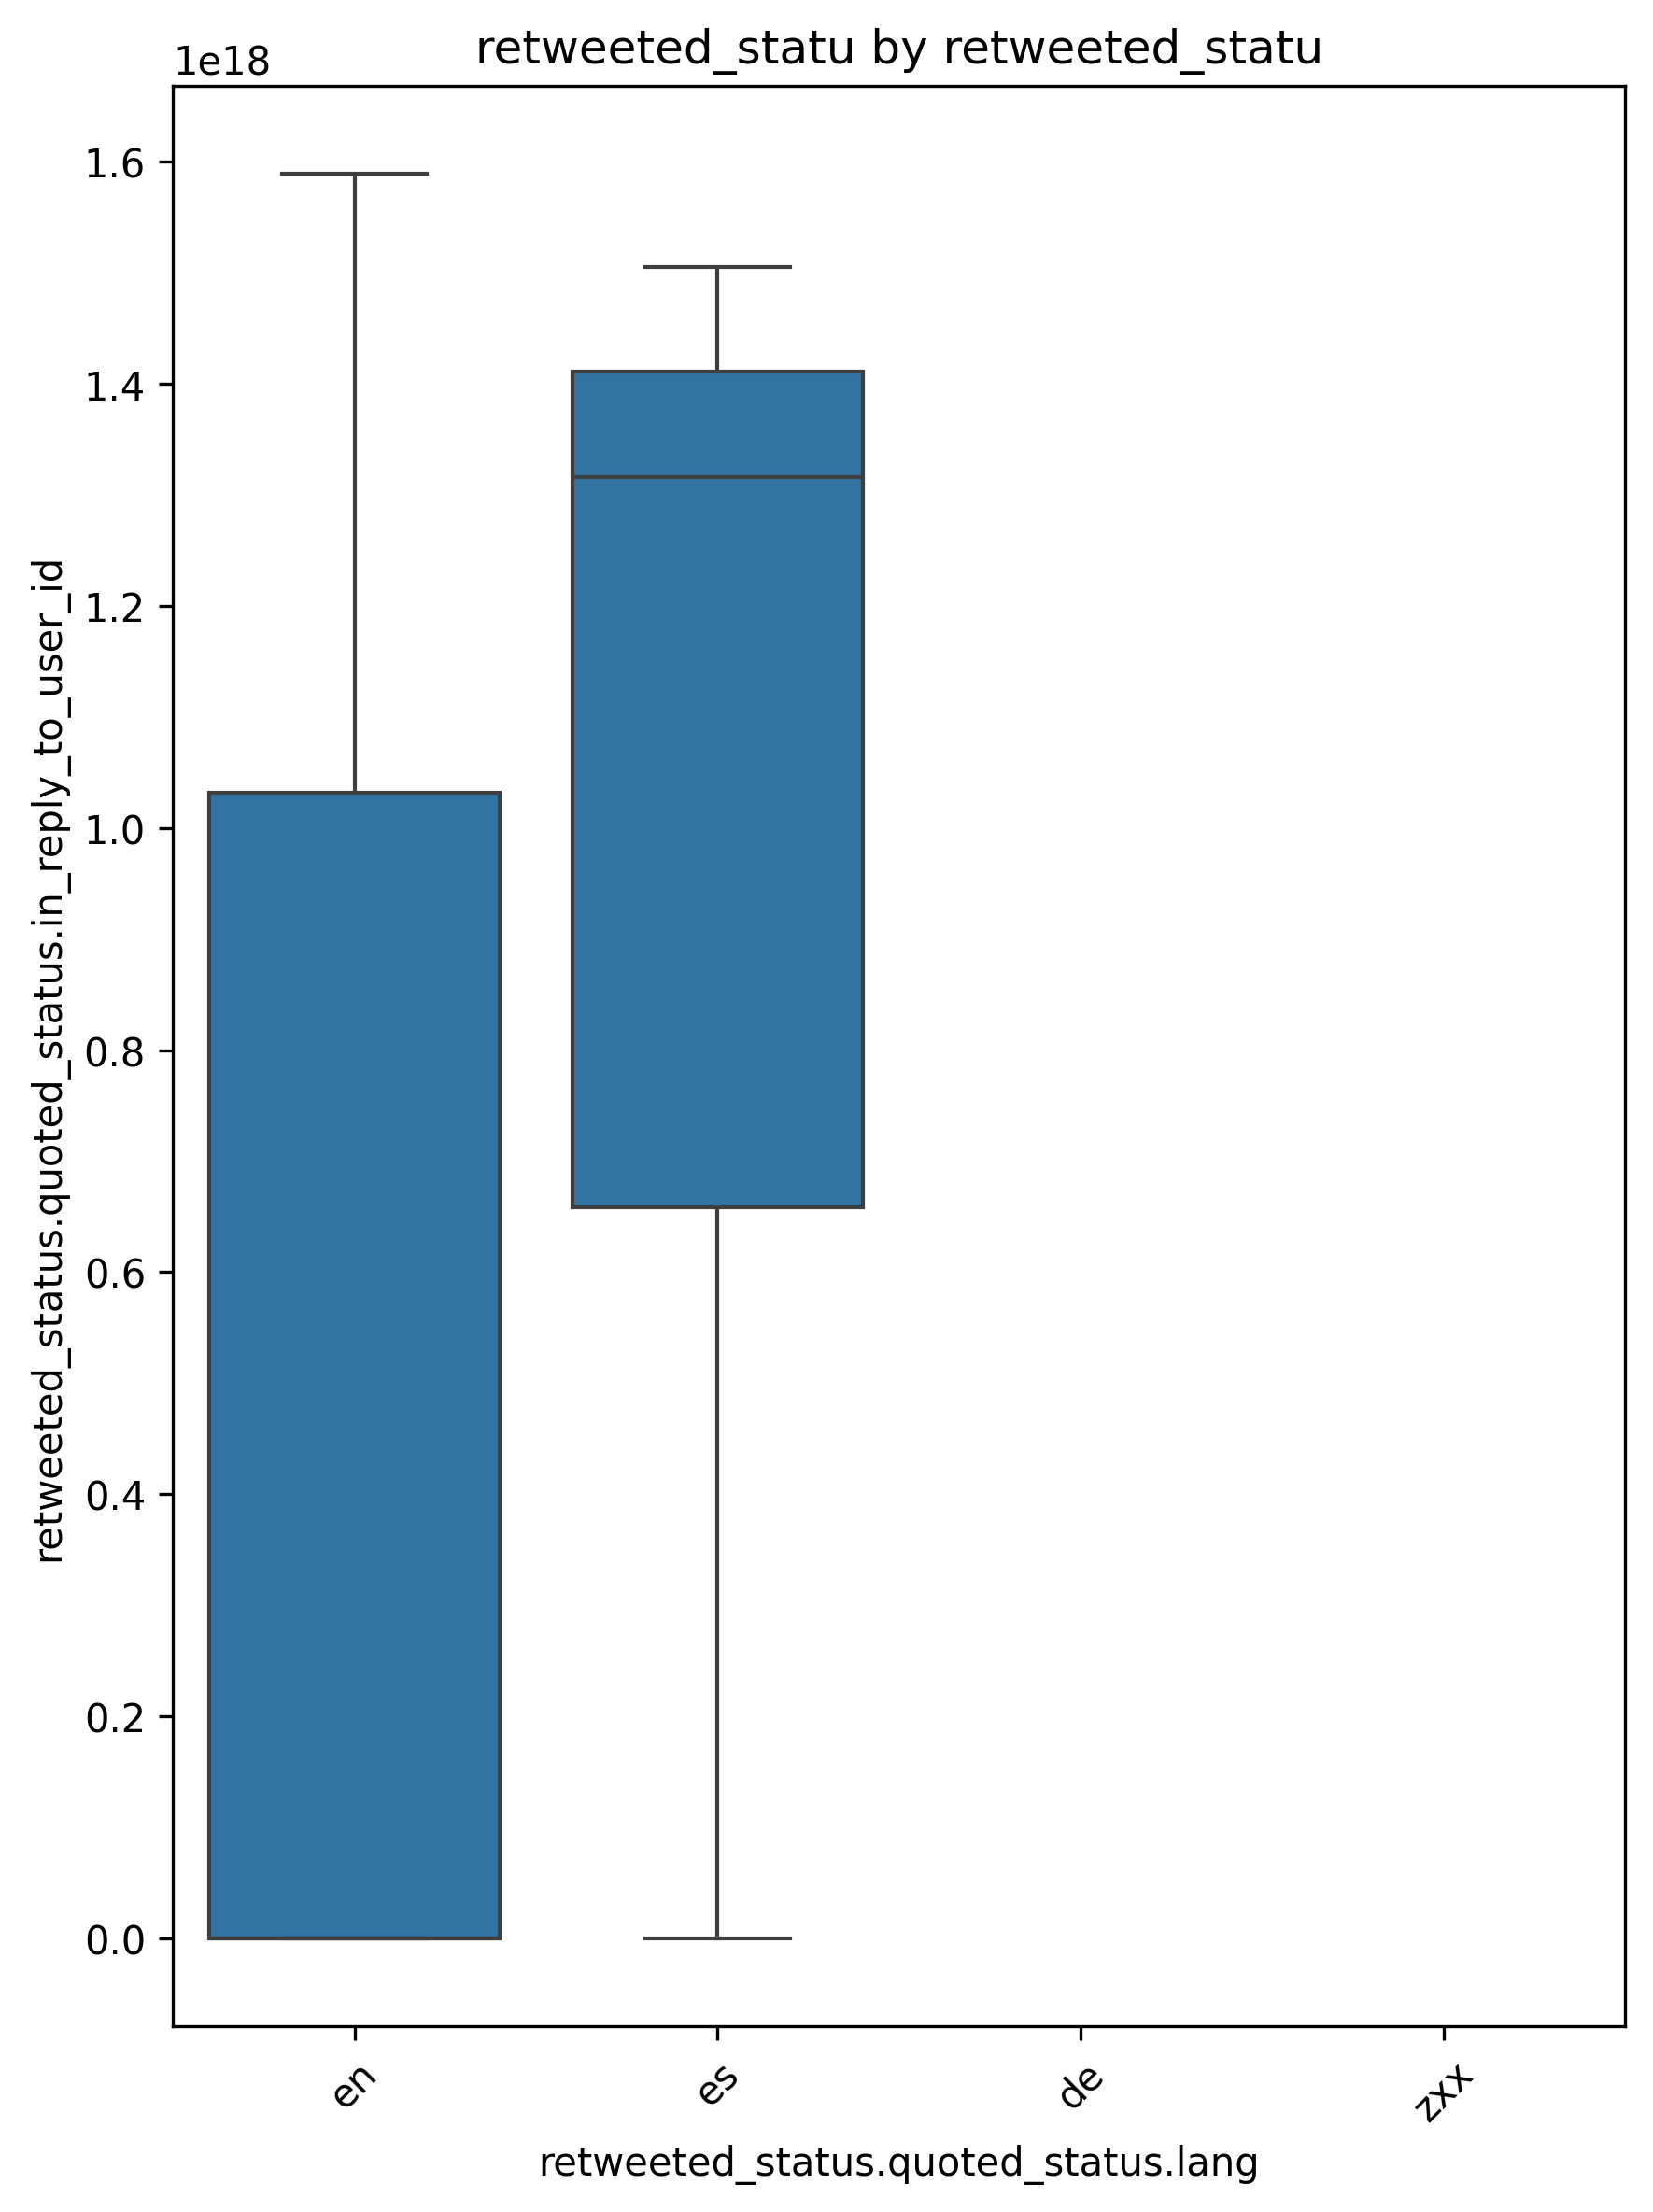 retweeted_statu by retweeted_statu
1e18
1.6
1.4
1.2
1.0
0.8
0.6
0.4
0.2
0.0
retweeted_status.quoted_status.in_reply_to_user_id
en
es
de
zxx
retweeted_status.quoted_status.lang